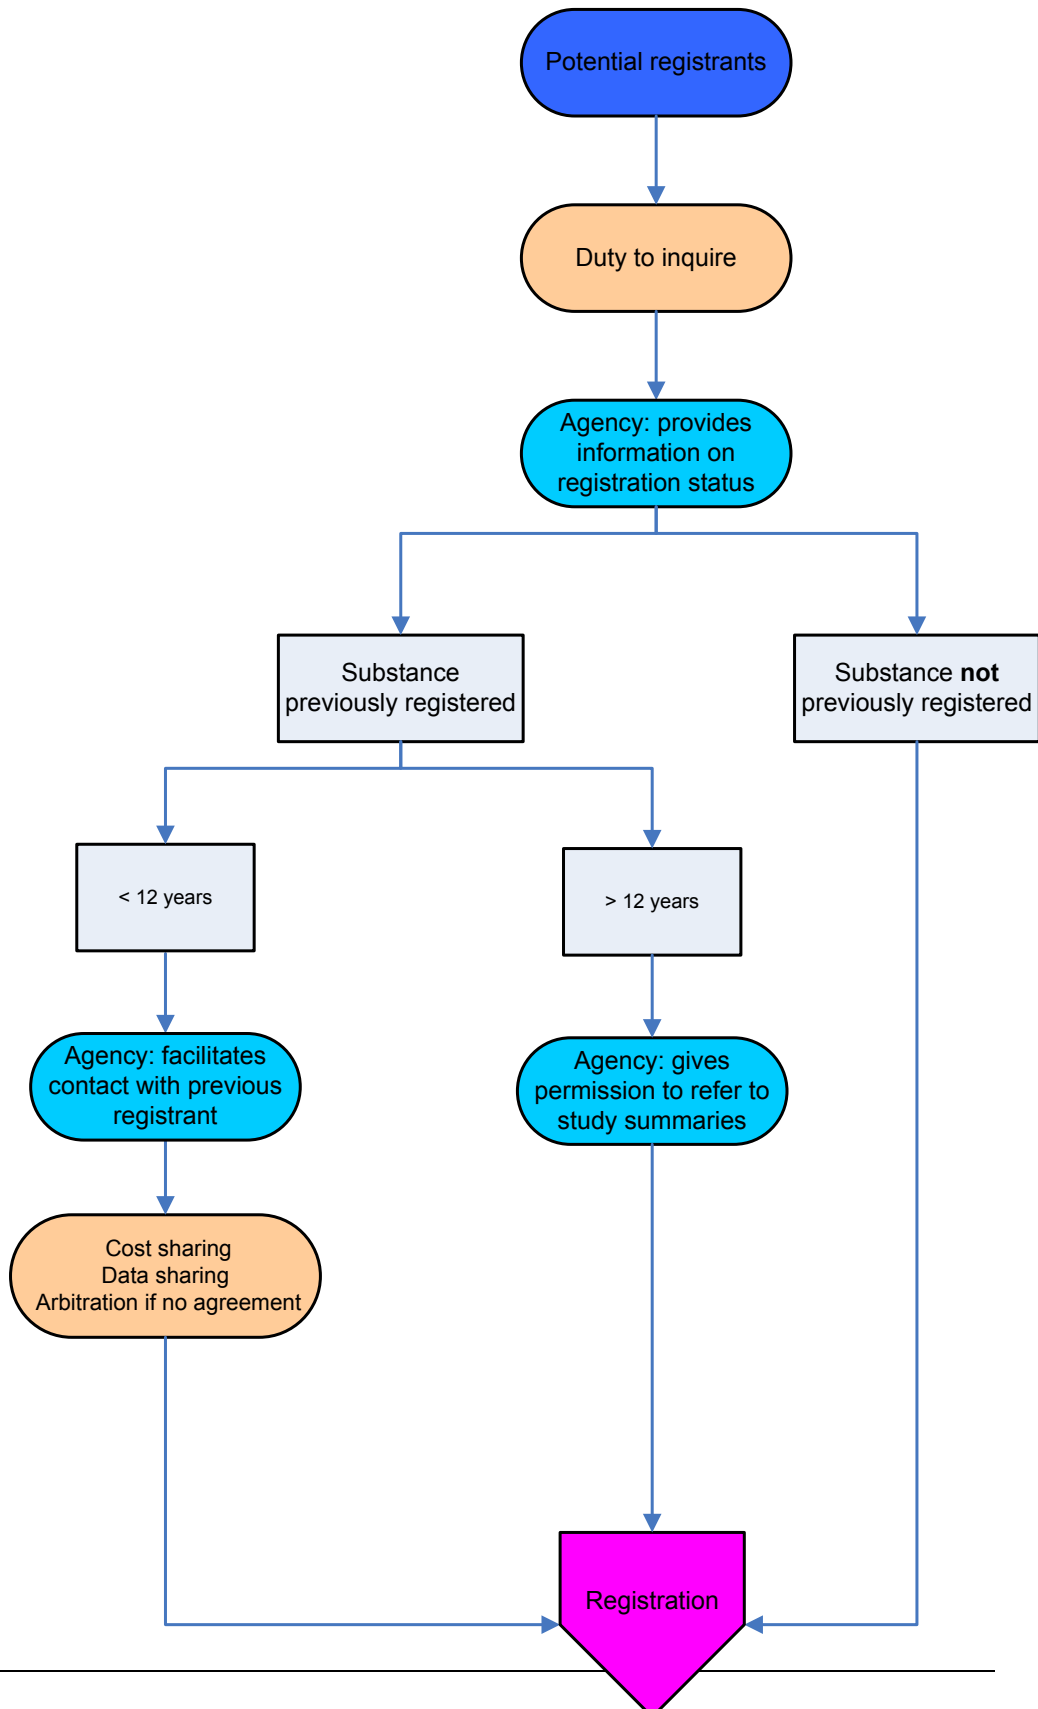 Potential registrants
Duty to inquire
Agency: provides
information on
registration status
Substance
previously registered
Substance not
previously registered
< 12 years
> 12 years
Agency: facilitates
contact with previous
registrant
Agency: gives
permission to refer to
study summaries
Cost sharing
Data sharing
Arbitration if no agreement
Registration